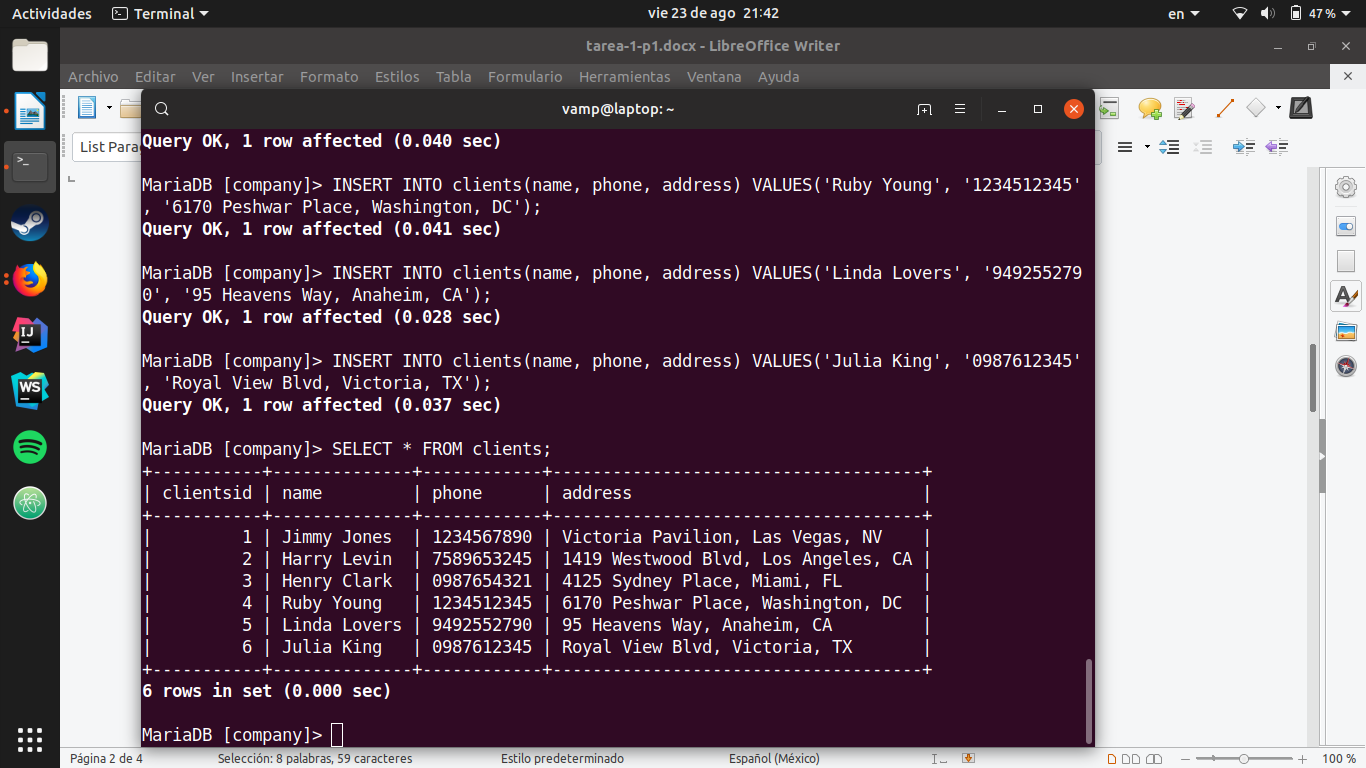 Actividades Terminal vie 23 de ago 21:42 en 47 %
tarea-1-p1.docx - LibreOffice Writer
Archivo Editar Ver Insertar Formato Estilos Tabla Formulario Herramientas Ventana Ayuda
vamp@laptop: ~
List Para
Query OK, 1 row affected (0.040 sec)
MariaDB [company]> INSERT INTO clients(name, phone, address) VALUES('Ruby Young', '1234512345'
, '6170 Peshwar Place, Washington, DC');
Query OK, 1 row affected (0.041 sec)
MariaDB [company]> INSERT INTO clients(name, phone, address) VALUES('Linda Lovers', '949255279
0', '95 Heavens Way, Anaheim, CA');
Query OK, 1 row affected (0.028 sec)
MariaDB [company]> INSERT INTO clients(name, phone, address) VALUES('Julia King', '0987612345'
, 'Royal View Blvd, Victoria, TX');
Query OK, 1 row affected (0.037 sec)
MariaDB [company]> SELECT * FROM clients;
+-----------+--------------+------------+-------------------------------------+
| clientsid | name         | phone      | address                             |
+-----------+--------------+------------+-------------------------------------+
|         1 | Jimmy Jones  | 1234567890 | Victoria Pavilion, Las Vegas, NV    |
|         2 | Harry Levin  | 7589653245 | 1419 Westwood Blvd, Los Angeles, CA |
|         3 | Henry Clark  | 0987654321 | 4125 Sydney Place, Miami, FL        |
|         4 | Ruby Young   | 1234512345 | 6170 Peshwar Place, Washington, DC  |
|         5 | Linda Lovers | 9492552790 | 95 Heavens Way, Anaheim, CA         |
|         6 | Julia King   | 0987612345 | Royal View Blvd, Victoria, TX       |
+-----------+--------------+------------+-------------------------------------+
6 rows in set (0.000 sec)
MariaDB [company]>
IJ
WS
Página 2 de 4 Selección: 8 palabras, 59 caracteres Estilo predeterminado Español (México) 100 %